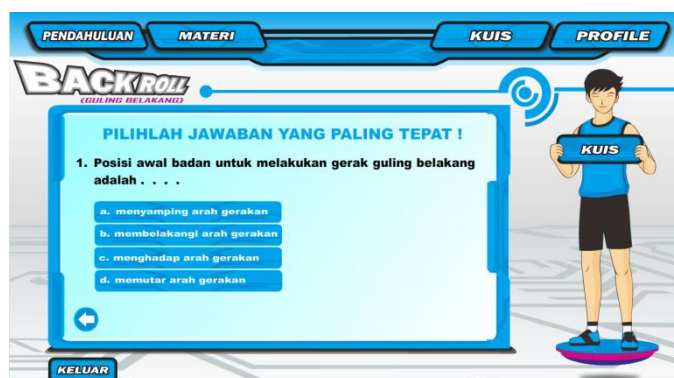 PENDAHULUAN
MATERI
KUIS
PROFILE
BACK ROLL
(GULING BELAKANG)
PILIHLAH JAWABAN YANG PALING TEPAT !
1. Posisi awal badan untuk melakukan gerak guling belakang
adalah . . . .
a. menyamping arah gerakan
b. membelakangi arah gerakan
c. menghadap arah gerakan
d. memutar arah gerakan
KUIS
KELUAR